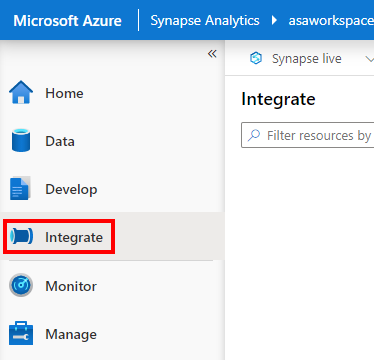 Microsoft Azure
Synapse Analytics
asaworkspace
«
Synapse live
Home
Integrate
Filter resources by
Data
Develop
Integrate
Monitor
Manage